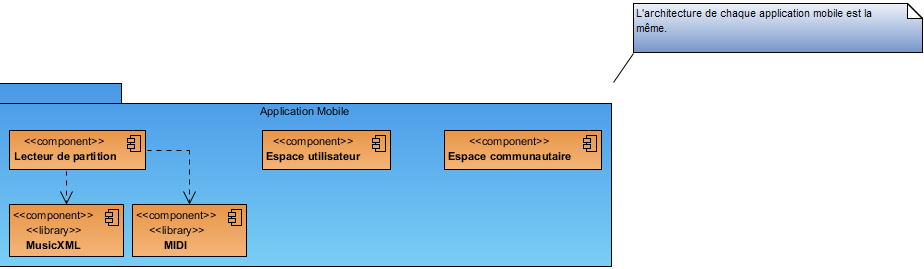 L'architecture de chaque application mobile est la
même.
Application Mobile
<<component>>
Lecteur de partition
<<component>>
Espace utilisateur
<<component>>
Espace communautaire
<<component>>
<<library>>
MusicXML
<<component>>
<<library>>
MIDI